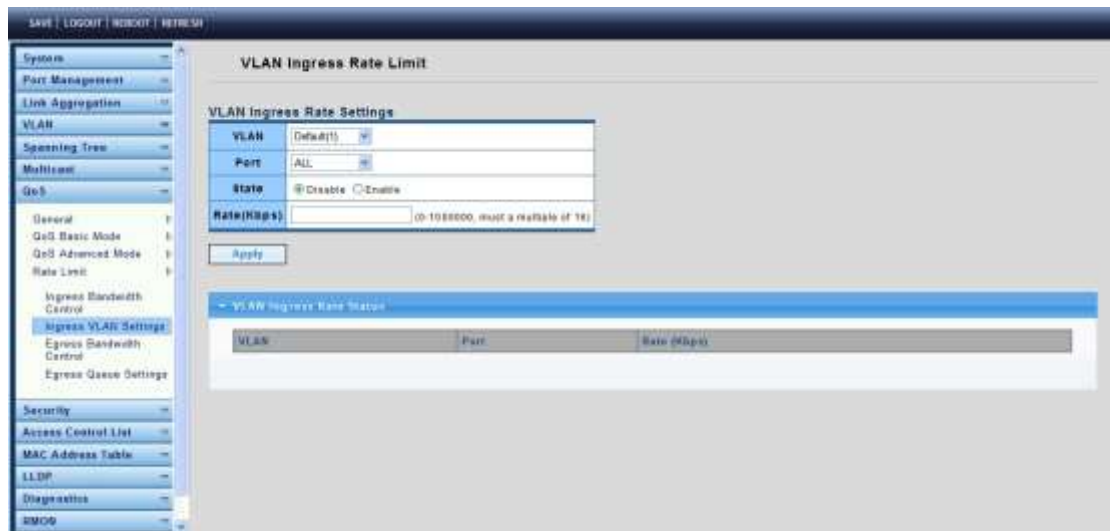 SAVE | LOGOUT | REBOOT | REFRESH
System
Port Management
Link Aggregation
VLAN
Spanning Tree
Multicast
QoS
General
QoS Basic Mode
QoS Advanced Mode
Rate Limit
Ingress Bandwidth
Control
Ingress VLAN Settings
Egress Bandwidth
Control
Egress Queue Settings
Security
Access Control List
MAC Address Table
LLDP
Diagnostics
RMON
VLAN Ingress Rate Limit
VLAN Ingress Rate Settings
VLAN Default(1)
Port ALL
State Disable Enable
Rate(Kbps) (0-1000000, must a multiple of 16)
Apply
VLAN Ingress Rate Status
VLAN Port Rate (Kbps)